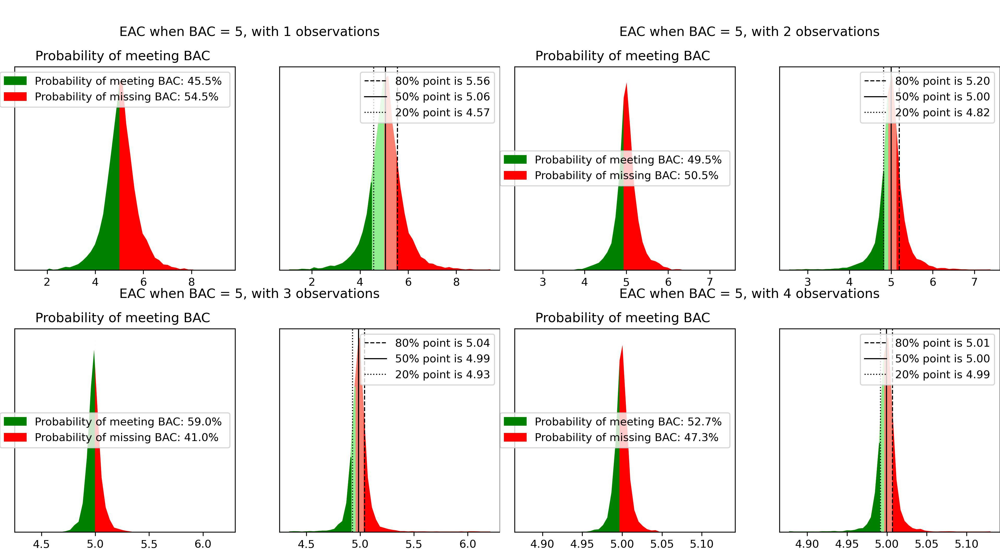 EAC when BAC = 5, with 1 observations
Probability of meeting BAC
Probability of meeting BAC: 45.5%
Probability of missing BAC: 54.5%
2 4 6 8
80% point is 5.56
50% point is 5.06
20% point is 4.57
2 4 6 8
EAC when BAC = 5, with 2 observations
Probability of meeting BAC
Probability of meeting BAC: 49.5%
Probability of missing BAC: 50.5%
3 4 5 6 7
80% point is 5.20
50% point is 5.00
20% point is 4.82
3 4 5 6 7
EAC when BAC = 5, with 3 observations
Probability of meeting BAC
Probability of meeting BAC: 59.0%
Probability of missing BAC: 41.0%
4.5 5.0 5.5 6.0
80% point is 5.04
50% point is 4.99
20% point is 4.93
4.5 5.0 5.5 6.0
EAC when BAC = 5, with 4 observations
Probability of meeting BAC
Probability of meeting BAC: 52.7%
Probability of missing BAC: 47.3%
4.90 4.95 5.00 5.05 5.10
80% point is 5.01
50% point is 5.00
20% point is 4.99
4.90 4.95 5.00 5.05 5.10